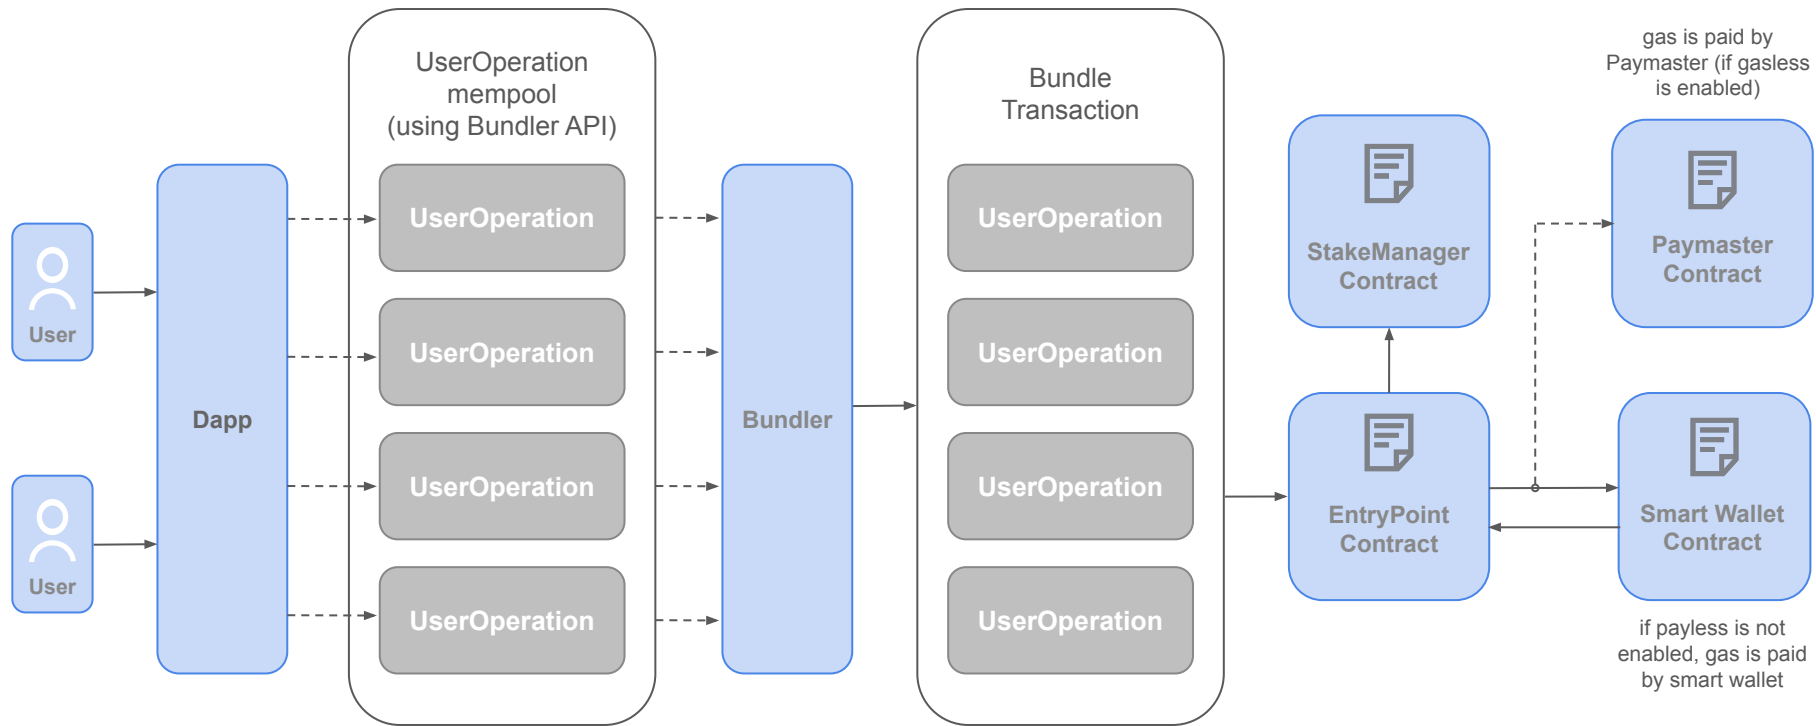 User
User
Dapp
UserOperation
mempool
(using Bundler API)
UserOperation
UserOperation
UserOperation
UserOperation
Bundler
Bundle
Transaction
UserOperation
UserOperation
UserOperation
UserOperation
StakeManager
Contract
EntryPoint
Contract
gas is paid by
Paymaster (if gasless
is enabled)
Paymaster
Contract
Smart Wallet
Contract
if payless is not
enabled, gas is paid
by smart wallet